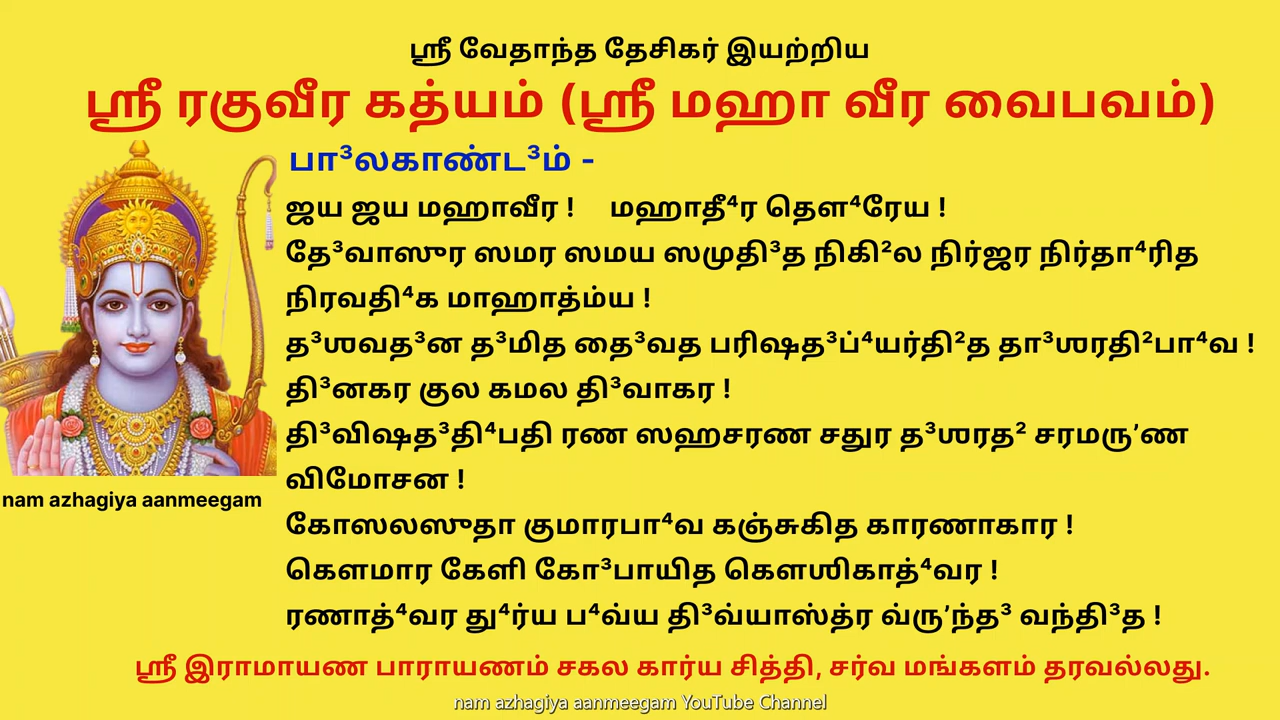 ஸ்ரீ வேதாந்த தேசிகர் இயற்றிய
ஸ்ரீ ரகுவீர கத்யம் (ஸ்ரீ மஹா வீர வைபவம்)
பா³லகாண்ட³ம் -
ஜய ஜய மஹாவீர ! மஹாதீ⁴ர தௌ⁴ரேய !
தே³வாஸுர ஸமர ஸமய ஸமுதி³த நிகி²ல நிர்ஜர நிர்தா⁴ரித
நிரவதி⁴க மாஹாத்ம்ய !
த³ஶவத³ன த³மித தை³வத பரிஷத³ப்⁴யர்தி²த தா³ஶரதி²பா⁴வ !
தி³னகர குல கமல தி³வாகர !
தி³விஷத³தி⁴பதி ரண ஸஹசரண சதுர த³ஶரத² சரமரு’ண
விமோசன !
கோஸலஸுதா குமாரபா⁴வ கஞ்சுகித காரணாகார !
கௌமார கேளி கோ³பாயித கௌஶிகாத்⁴வர !
ரணாத்⁴வர து⁴ர்ய ப⁴வ்ய தி³வ்யாஸ்த்ர வ்ரு’ந்த³ வந்தி³த !
nam azhagiya aanmeegam
ஸ்ரீ இராமாயண பாராயணம் சகல கார்ய சித்தி, சர்வ மங்களம் தரவல்லது.
nam azhagiya aanmeegam YouTube Channel